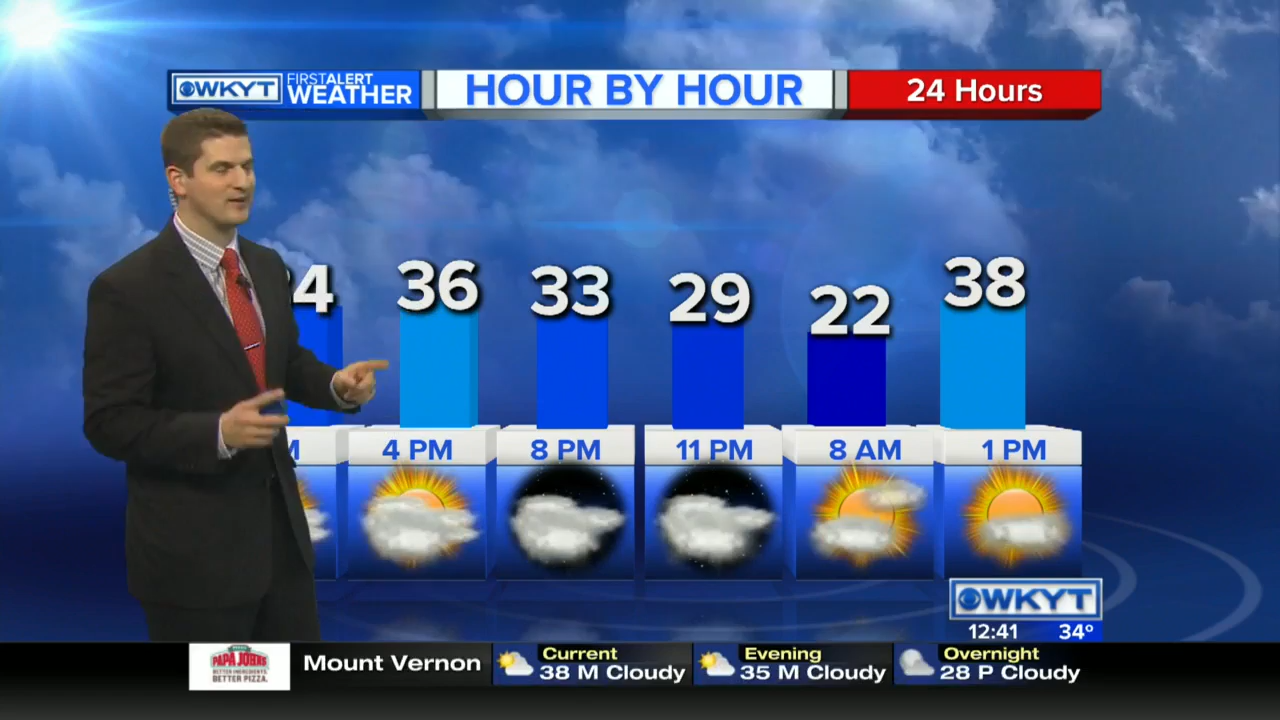 WKYT
FIRST ALERT
WEATHER
HOUR BY HOUR
24 Hours
36
33
29
22
38
4 PM
8 PM
11 PM
8 AM
1 PM
WKYT
12:41 34°
PAPA JOHNS
BETTER INGREDIENTS.
BETTER PIZZA.
Mount Vernon
Current
38 M Cloudy
Evening
35 M Cloudy
Overnight
28 P Cloudy